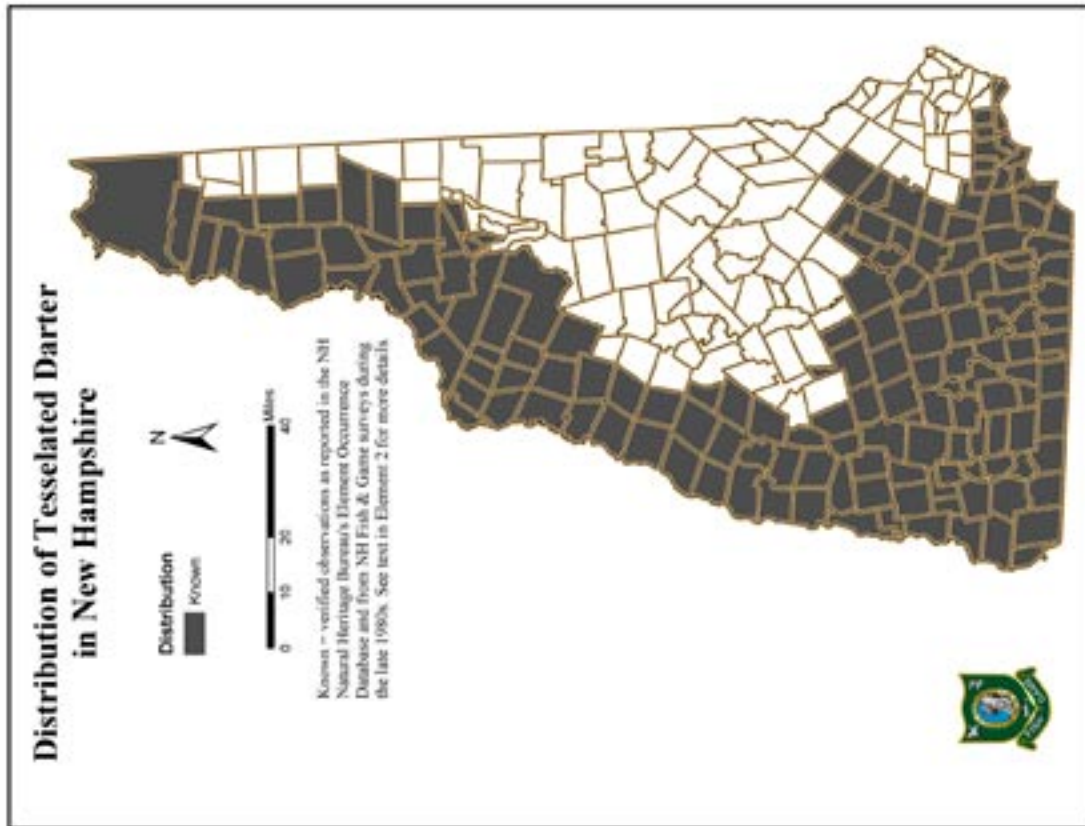 Distribution of Tesselated Darter
in New Hampshire
N
Distribution
Known
0 10 20 40
Miles
Known = verified observations as reported in the NH
Natural Heritage Bureau's Element Occurrence
Database and from NH Fish & Game surveys during
the late 1980s. See text in Element 2 for more details